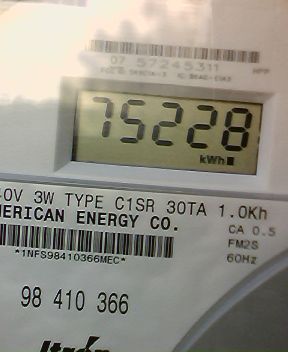 07 57245311
75228
kWh
0V 3W TYPE C1SR 30TA 1.0Kh
MERICAN ENERGY CO.
CA 0.5
FM2S
60Hz
*1NFS98410366MEC*
98 410 366
Itron